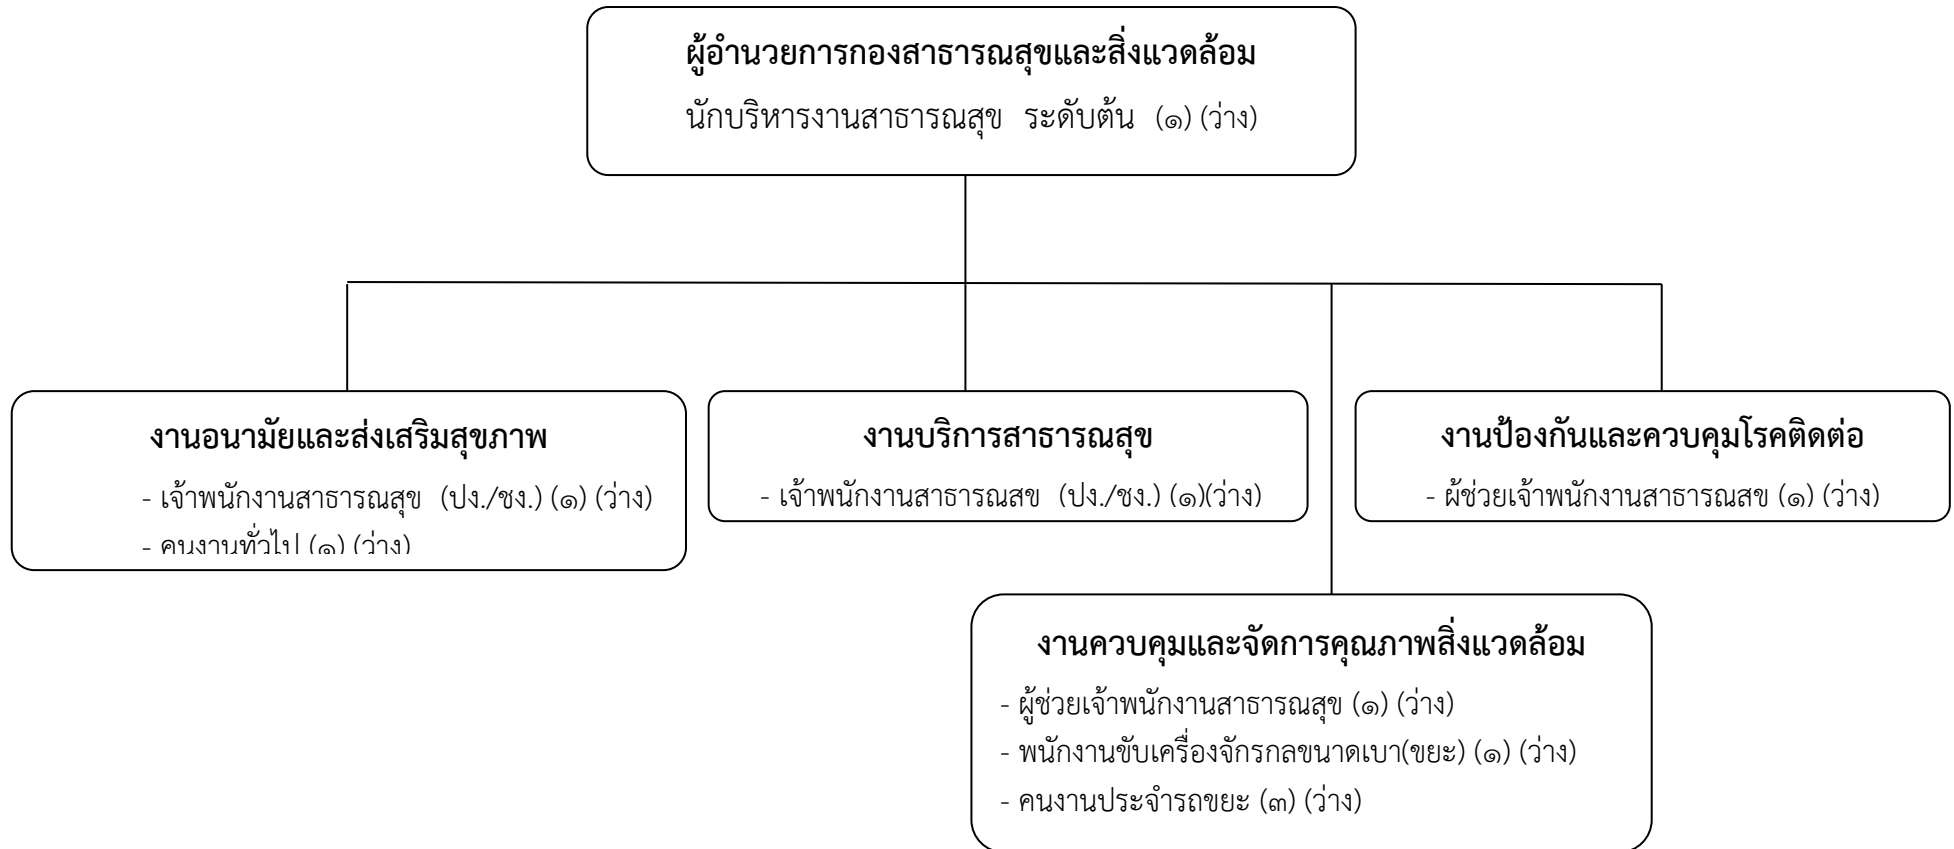 ผู้อำนวยการกองสาธารณสุขและสิ่งแวดล้อม
นักบริหารงานสาธารณสุข ระดับต้น (๑) (ว่าง)
งานอนามัยและส่งเสริมสุขภาพ
- เจ้าพนักงานสาธารณสุข (ปง./ชง.) (๑) (ว่าง)
- คนงานทั่วไป (๑) (ว่าง)
งานบริการสาธารณสุข
- เจ้าพนักงานสาธารณสข (ปง./ชง.) (๑)(ว่าง)
งานป้องกันและควบคุมโรคติดต่อ
- ผ้ช่วยเจ้าพนักงานสาธารณสข (๑) (ว่าง)
งานควบคุมและจัดการคุณภาพสิ่งแวดล้อม
- ผู้ช่วยเจ้าพนักงานสาธารณสุข (๑) (ว่าง)
- พนักงานขับเครื่องจักรกลขนาดเบา(ขยะ) (๑) (ว่าง)
- คนงานประจำรถขยะ (๓) (ว่าง)